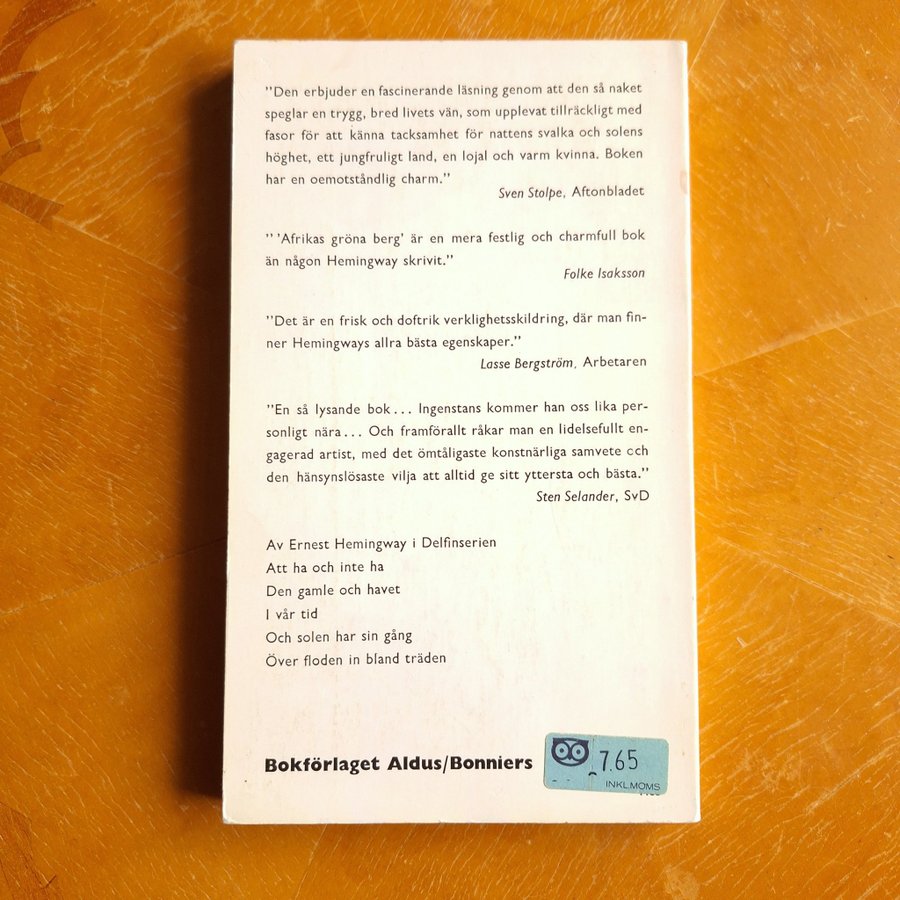 ”Den erbjuder en fascinerande läsning genom att den så naket
speglar en trygg, bred livets vän, som upplevat tillräckligt med
fasor för att känna tacksamhet för nattens svalka och solens
höghet, ett jungfruligt land, en lojal och varm kvinna. Boken
har en oemotståndlig charm.”
Sven Stolpe, Aftonbladet
” ’Afrikas gröna berg’ är en mera festlig och charmfull bok
än någon Hemingway skrivit.”
Folke Isaksson
”Det är en frisk och doftrik verklighetsskildring, där man fin-
ner Hemingways allra bästa egenskaper.”
Lasse Bergström, Arbetaren
”En så lysande bok... Ingenstans kommer han oss lika per-
sonligt nära... Och framförallt råkar man en lidelsefullt en-
gagerad artist, med det ömtåligaste konstnärliga samvete och
den hänsynslösaste vilja att alltid ge sitt yttersta och bästa.”
Sten Selander, SvD
Av Ernest Hemingway i Delfinserien
Att ha och inte ha
Den gamle och havet
I vår tid
Och solen har sin gång
Över floden in bland träden
Bokförlaget Aldus/Bonniers
7.65
INKL.MOMS